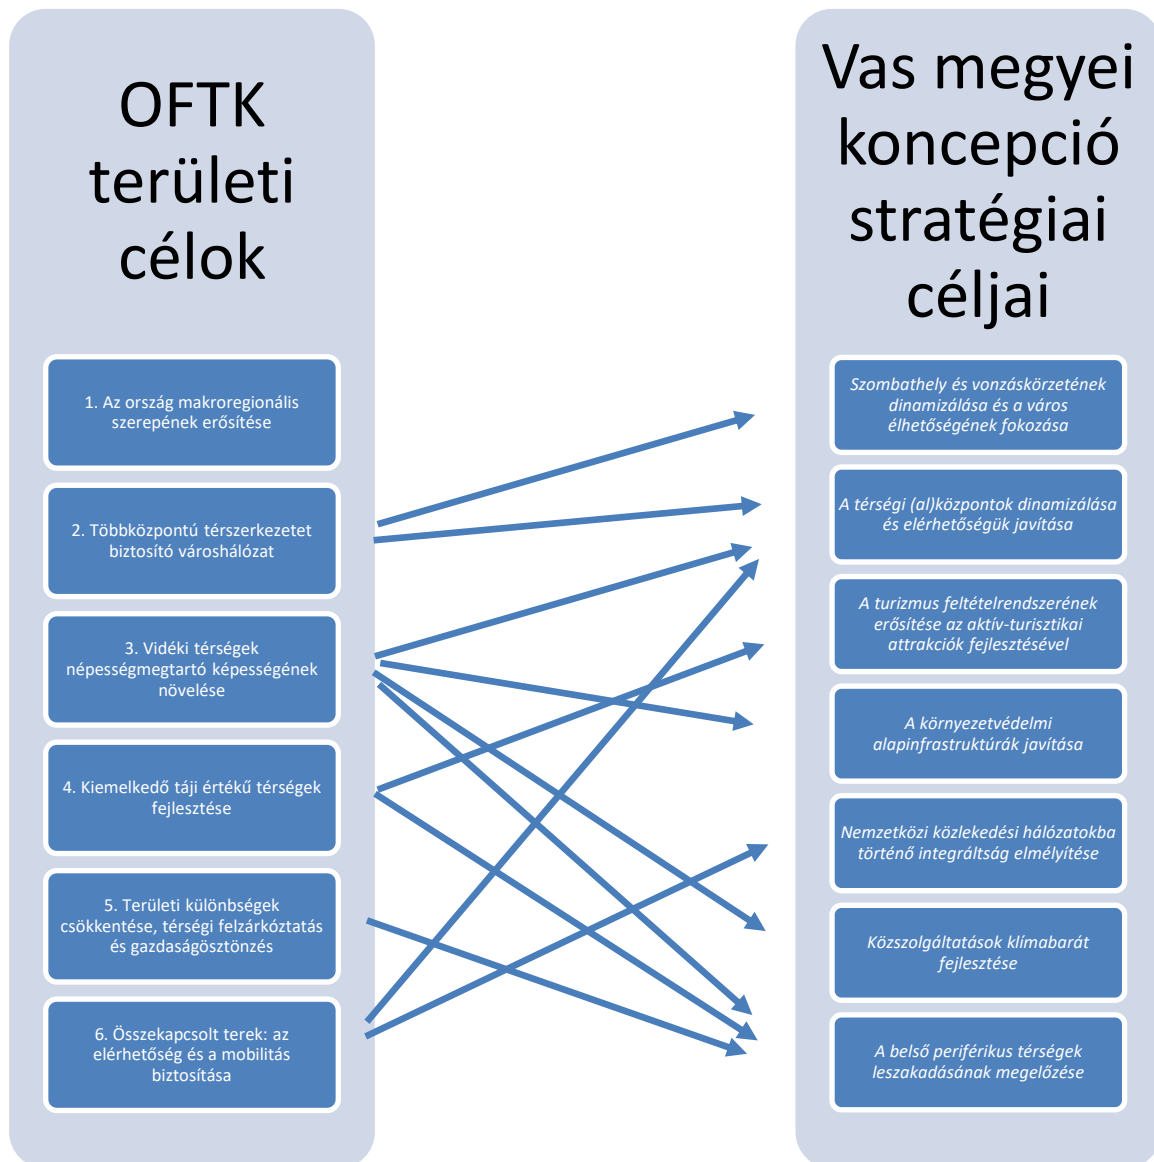 OFTK
területi
célok
1. Az ország makroregionális
szerepének erősítése
2. Többközpontú térszerkezetet
biztosító városhálózat
3. Vidéki térségek
népességmegtartó képességének
növelése
4. Kiemelkedő táji értékű térségek
fejlesztése
5. Területi különbségek
csökkentése, térségi felzárkóztatás
és gazdaságösztönzés
6. Összekapcsolt terek: az
elérhetőség és a mobilitás
biztosítása
Vas megyei
koncepció
stratégiai
céljai
Szombathely és vonzáskörzetének
dinamizálása és a város
élhetőségének fokozása
A térségi (al)központok dinamizálása
és elérhetőségük javítása
A turizmus feltételrendszerének
erősítése az aktív-turisztikai
attrakciók fejlesztésével
A környezetvédelmi
alapinfrastruktúrák javítása
Nemzetközi közlekedési hálózatokba
történő integráltság elmélyítése
Közszolgáltatások klímabarát
fejlesztése
A belső periférikus térségek
leszakadásának megelőzése